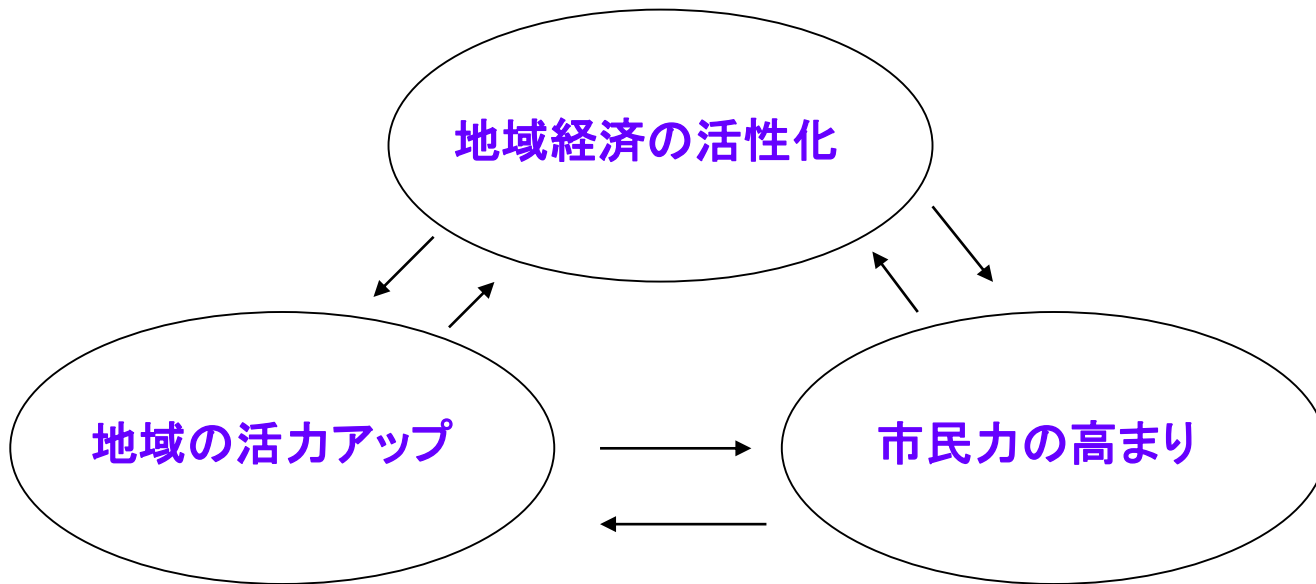 地域経済の活性化
地域の活力アップ
市民力の高まり